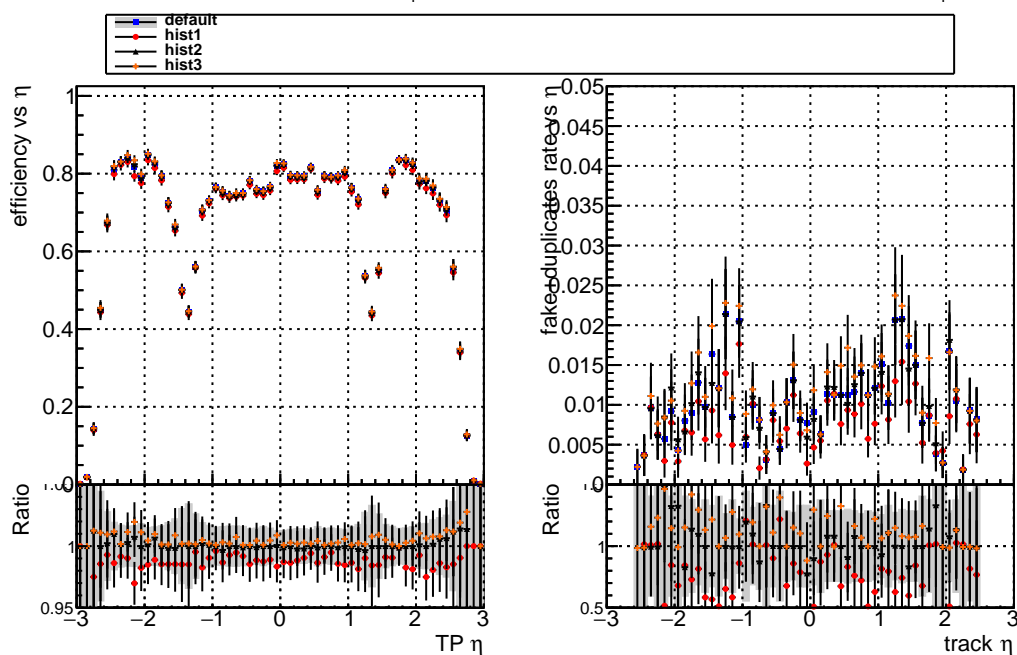 default
hist1
hist2
hist3
efficiency vs η
1
0.8
0.6
0.4
0.2
0
Ratio
1
0.95
−3 −2 −1 0 1 2 3
TP η
fake+duplicates rate vs η
0.05
0.045
0.04
0.035
0.03
0.025
0.02
0.015
0.01
0.005
0
Ratio
1
0.5
−3 −2 −1 0 1 2 3
track η